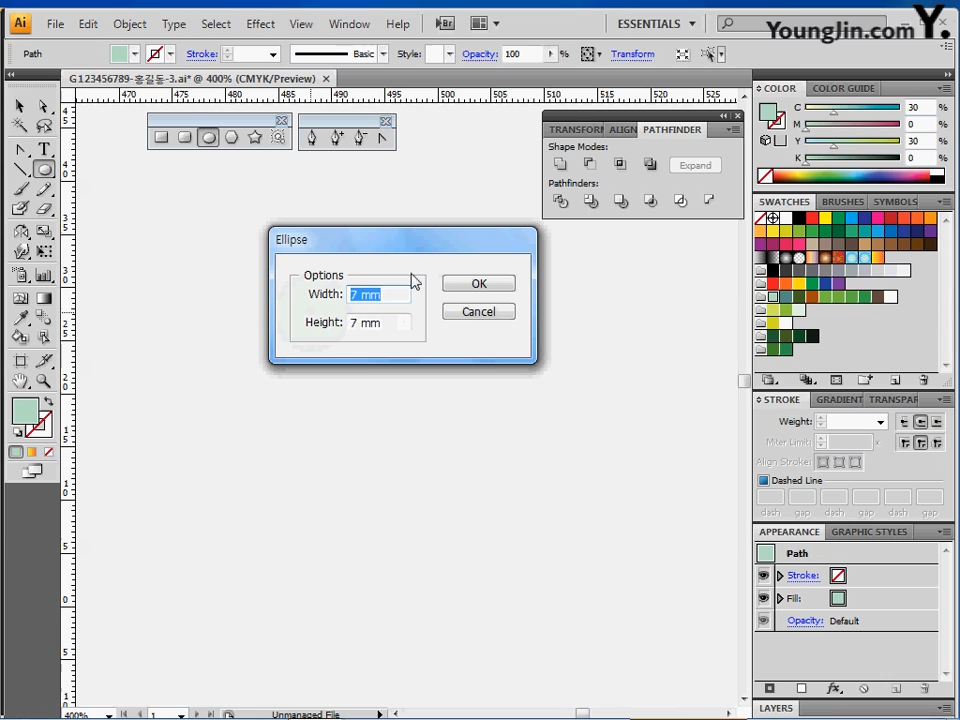 Ai File Edit Object Type Select Effect View Window Help Br ESSENTIALS
YoungJin.com Y.
Path Stroke: Basic Style: Opacity: 100 % Transform
G123456789-홍길동-3.ai* @ 400% (CMYK/Preview)
470 475 480 485 490 495 500 505 510 515 520 525
COLOR COLOR GUIDE
C 30 %
M 0 %
Y 30 %
K 0 %
TRANSFORM ALIGN PATHFINDER
Shape Modes:
Expand
Pathfinders:
SWATCHES BRUSHES SYMBOLS
Ellipse
Options
Width: 7 mm
Height: 7 mm
OK
Cancel
STROKE GRADIENT TRANSPAR
Weight:
Miter Limit: x
Align Stroke:
Dashed Line
dash gap dash gap dash gap
APPEARANCE GRAPHIC STYLES
Path
Stroke:
Fill:
Opacity: Default
LAYERS
400% 1 Unmanaged File